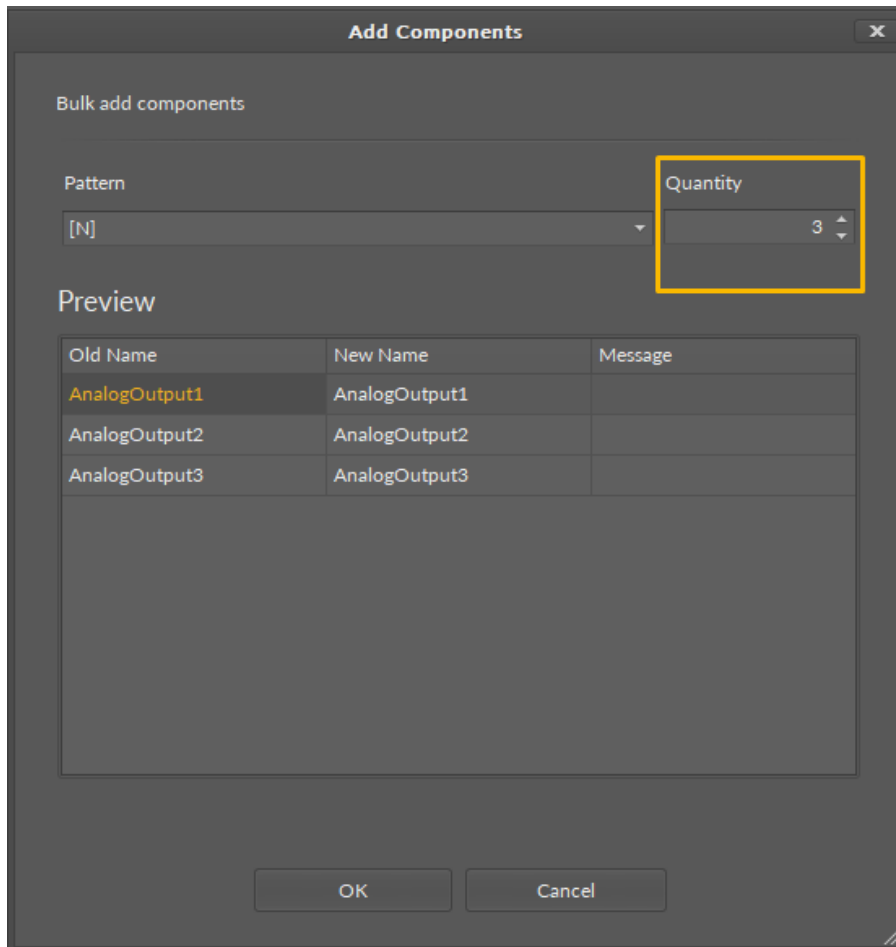 Add Components
x
Bulk add components
Pattern Quantity
[N] 3
Preview
Old Name New Name Message
AnalogOutput1 AnalogOutput1
AnalogOutput2 AnalogOutput2
AnalogOutput3 AnalogOutput3
OK Cancel